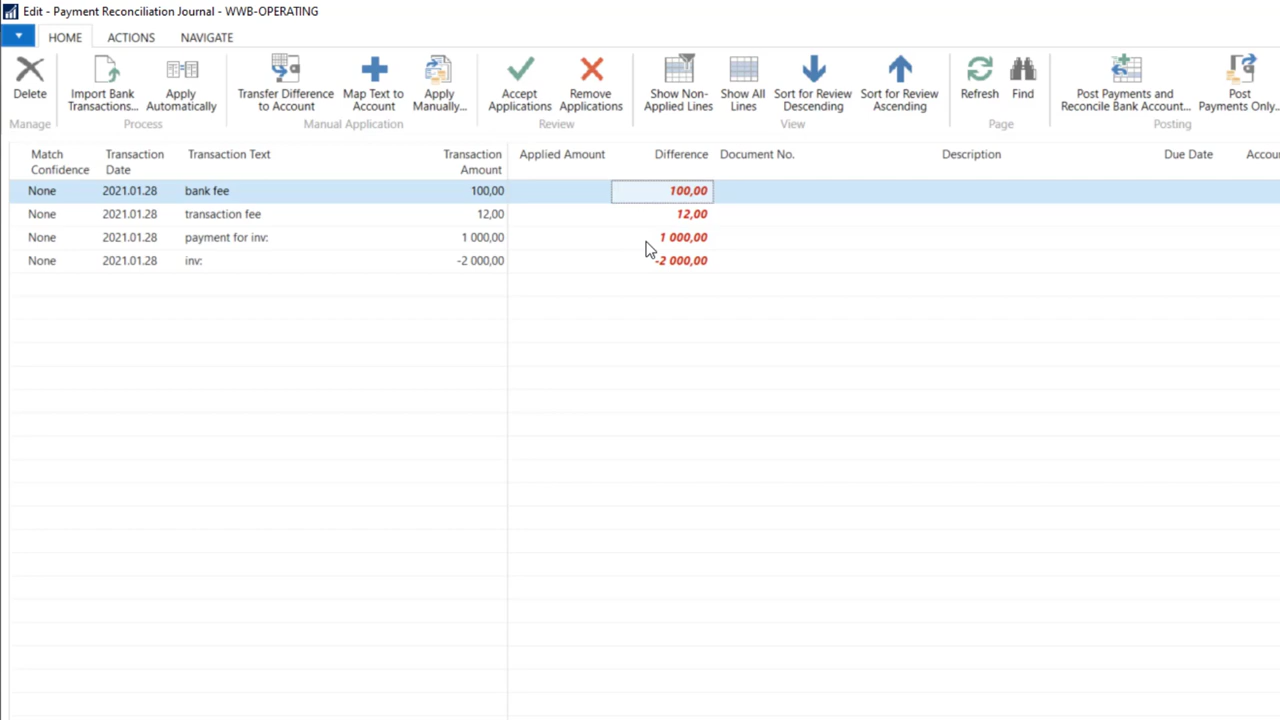 Edit - Payment Reconciliation Journal - WWB-OPERATING
HOME ACTIONS NAVIGATE
Delete
Import Bank
Transactions...
Apply
Automatically
Transfer Difference
to Account
Map Text to
Account
Apply
Manually...
Accept
Applications
Remove
Applications
Show Non-
Applied Lines
Show All
Lines
Sort for Review
Descending
Sort for Review
Ascending
Refresh
Find
Post Payments and
Reconcile Bank Account...
Post
Payments Only...
Manage Process Manual Application Review View Page Posting
Match
Confidence
Transaction
Date
Transaction Text
Transaction
Amount
Applied Amount
Difference
Document No.
Description
Due Date
Accou
None 2021.01.28 bank fee 100,00 100,00
None 2021.01.28 transaction fee 12,00 12,00
None 2021.01.28 payment for inv: 1 000,00 1 000,00
None 2021.01.28 inv: -2 000,00 -2 000,00